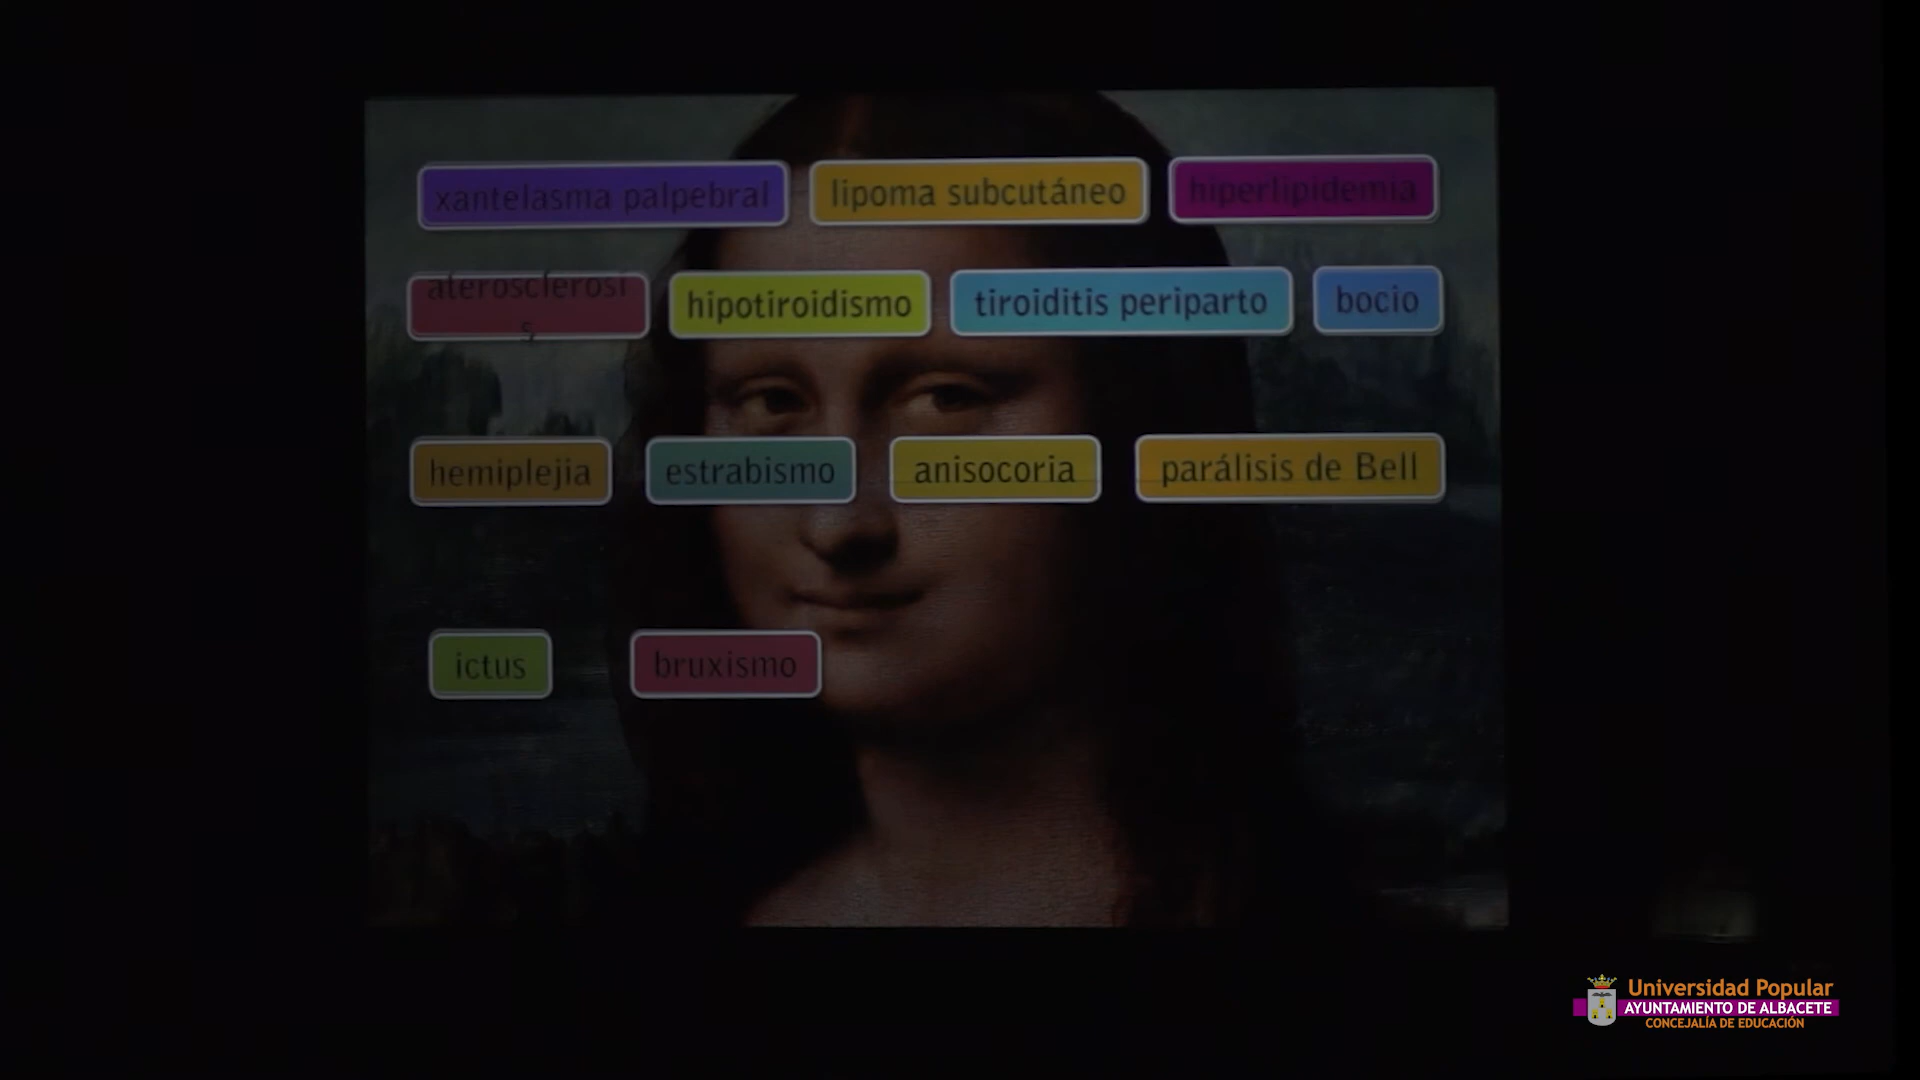 xantelasma palpebral
lipoma subcutáneo
hiperlipidemia
aterosclerosi
s
hipotiroidismo
tiroiditis periparto
bocio
hemiplejia
estrabismo
anisocoria
parálisis de Bell
ictus
bruxismo
Universidad Popular
AYUNTAMIENTO DE ALBACETE
CONCEJALÍA DE EDUCACIÓN